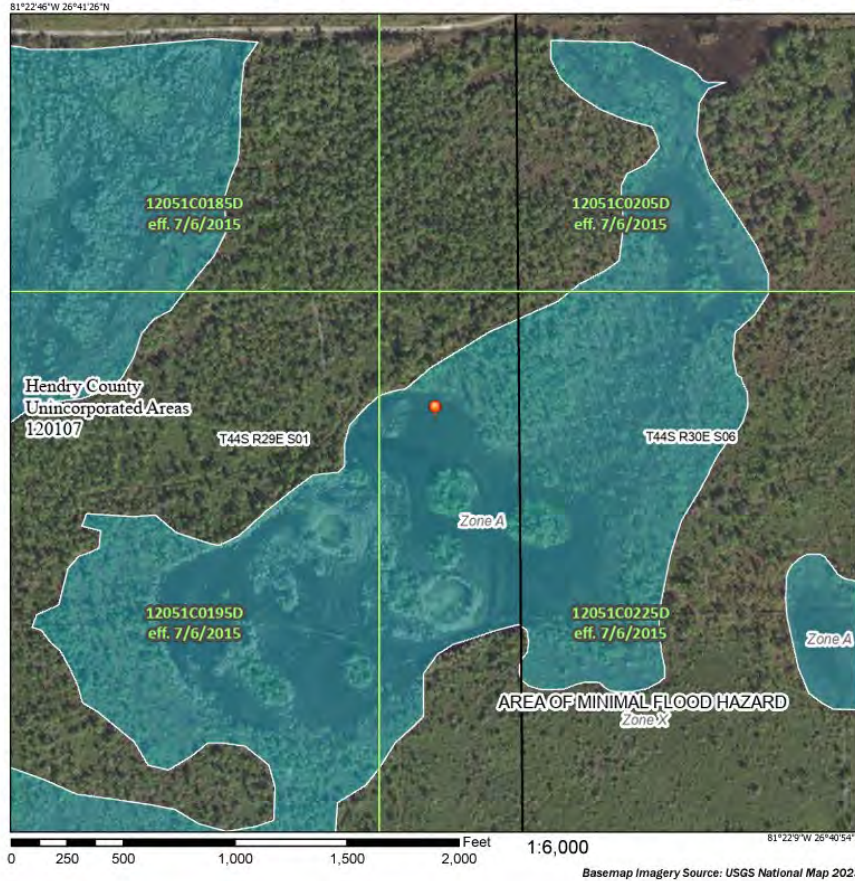 81°22'46"W 26°41'26"N
12051C0185D
eff. 7/6/2015
12051C0205D
eff. 7/6/2015
Hendry County
Unincorporated Areas
120107
T44S R29E S01
T44S R30E S06
Zone A
12051C0195D
eff. 7/6/2015
12051C0225D
eff. 7/6/2015
Zone A
AREA OF MINIMAL FLOOD HAZARD
Zone X
81°22'9"W 26°40'54"
Feet
1:6,000
0 250 500 1,000 1,500 2,000
Basemap Imagery Source: USGS National Map